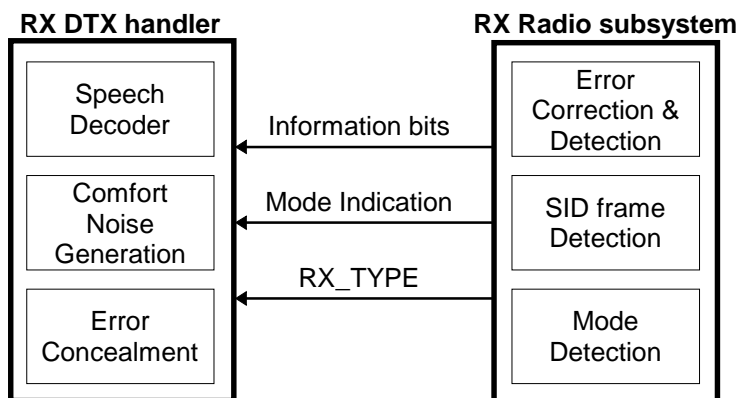 RX DTX handler
RX Radio subsystem
Speech
Decoder
Comfort
Noise
Generation
Error
Concealment
Information bits
Mode Indication
RX_TYPE
Error
Correction &
Detection
SID frame
Detection
Mode
Detection